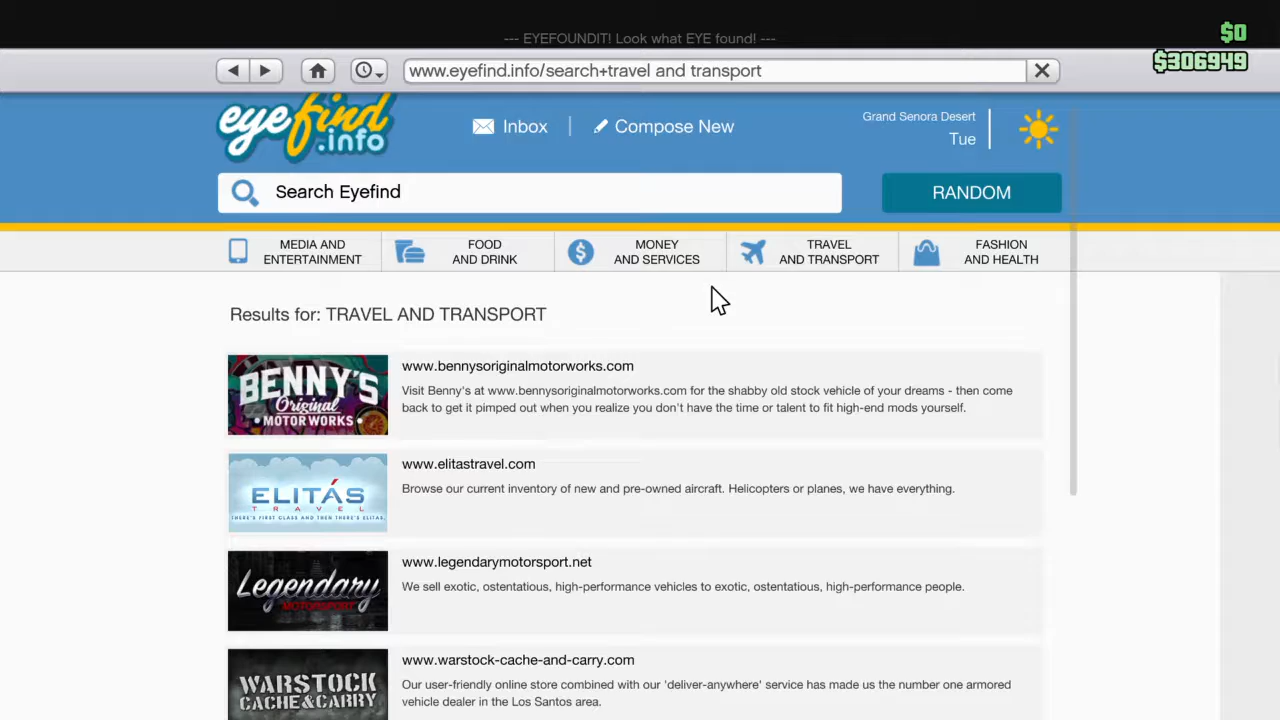 --- EYEFOUNDIT! Look what EYE found! ---
$0
$306949
www.eyefind.info/search+travel and transport
eyefind
.info
Inbox
Compose New
Grand Senora Desert
Tue
Search Eyefind
RANDOM
MEDIA AND
ENTERTAINMENT
FOOD
AND DRINK
MONEY
AND SERVICES
TRAVEL
AND TRANSPORT
FASHION
AND HEALTH
Results for: TRAVEL AND TRANSPORT
BENNY'S
Original
MOTOR WORKS
www.bennysoriginalmotorworks.com
Visit Benny's at www.bennysoriginalmotorworks.com for the shabby old stock vehicle of your dreams - then come
back to get it pimped out when you realize you don't have the time or talent to fit high-end mods yourself.
ELITÁS
TRAVEL
THERE'S FIRST CLASS AND THEN THERE'S ELITAS.
www.elitastravel.com
Browse our current inventory of new and pre-owned aircraft. Helicopters or planes, we have everything.
Legendary
MOTORSPORT
www.legendarymotorsport.net
We sell exotic, ostentatious, high-performance vehicles to exotic, ostentatious, high-performance people.
WARSTOCK
CACHE & CARRY
www.warstock-cache-and-carry.com
Our user-friendly online store combined with our 'deliver-anywhere' service has made us the number one armored
vehicle dealer in the Los Santos area.